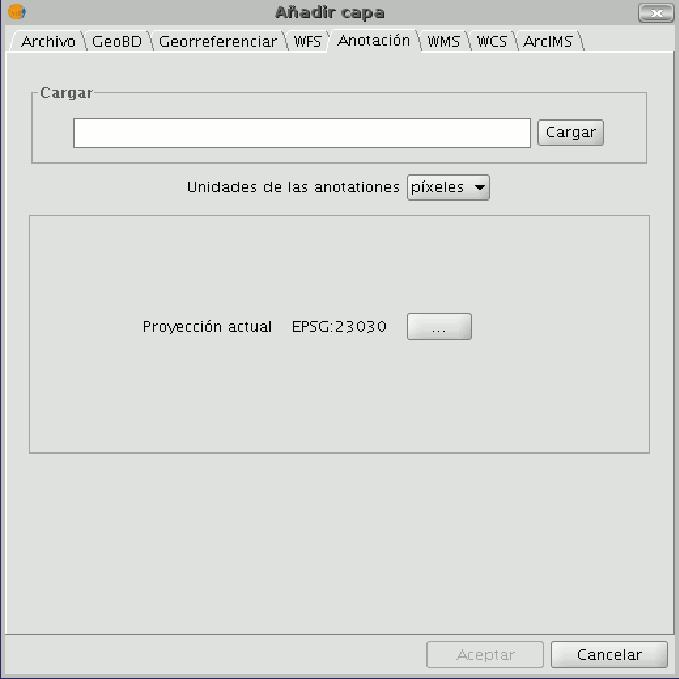 Añadir capa
Archivo GeoBD Georreferenciar WFS Anotación WMS WCS ArcIMS
Cargar
Cargar
Unidades de las anotationes píxeles
Proyección actual EPSG:23030 ...
Aceptar Cancelar